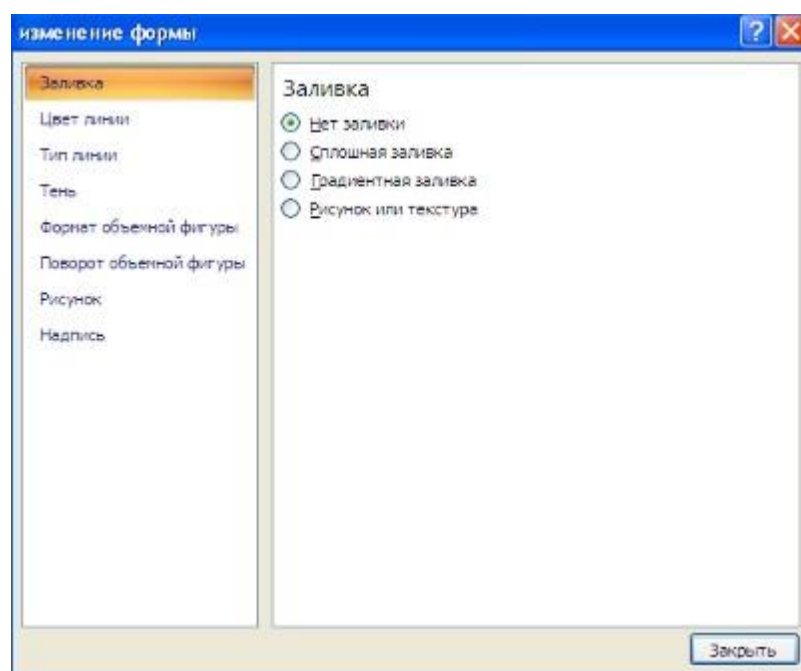 изменение формы
Заливка
Цвет линии
Тип линии
Тень
Формат объемной фигуры
Поворот объемной фигуры
Рисунок
Надпись
Заливка
Нет заливки
Сплошная заливка
Градиентная заливка
Рисунок или текстура
Закрыть